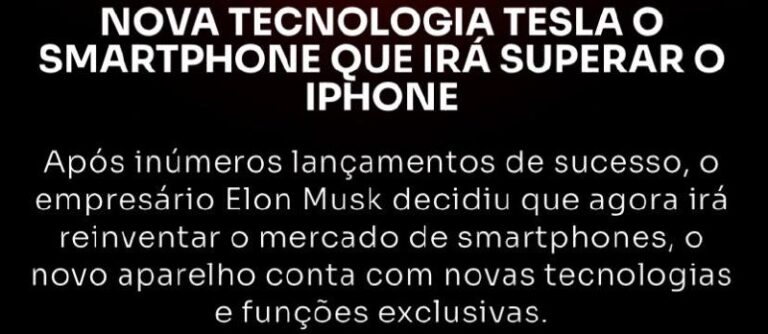 NOVA TECNOLOGIA TESLA O
SMARTPHONE QUE IRÁ SUPERAR O
IPHONE
Após inúmeros lançamentos de sucesso, o
empresário Elon Musk decidiu que agora irá
reinventar o mercado de smartphones, o
novo aparelho conta com novas tecnologias
e funções exclusivas.